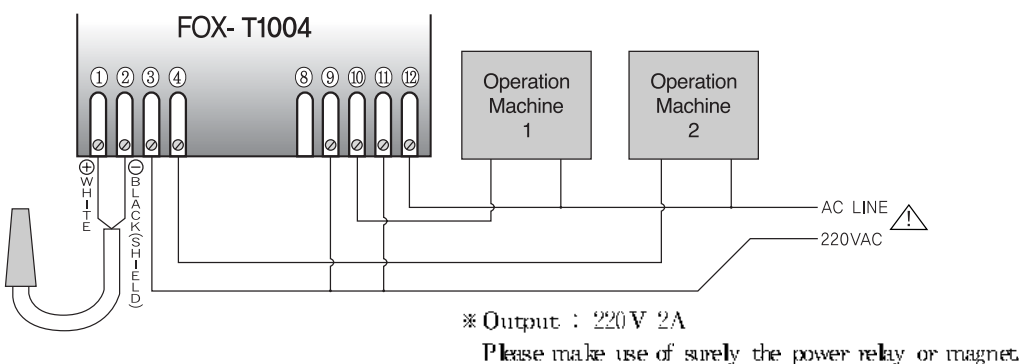 FOX- T1004
① ② ③ ④ ⑧ ⑨ ⑩ ⑪ ⑫
Operation
Machine
1
Operation
Machine
2
⊕ WHITE
⊖ BLACK(SHIELD)
AC LINE
220VAC
※ Output : 220V 2A
Please make use of surely the power relay or magnet